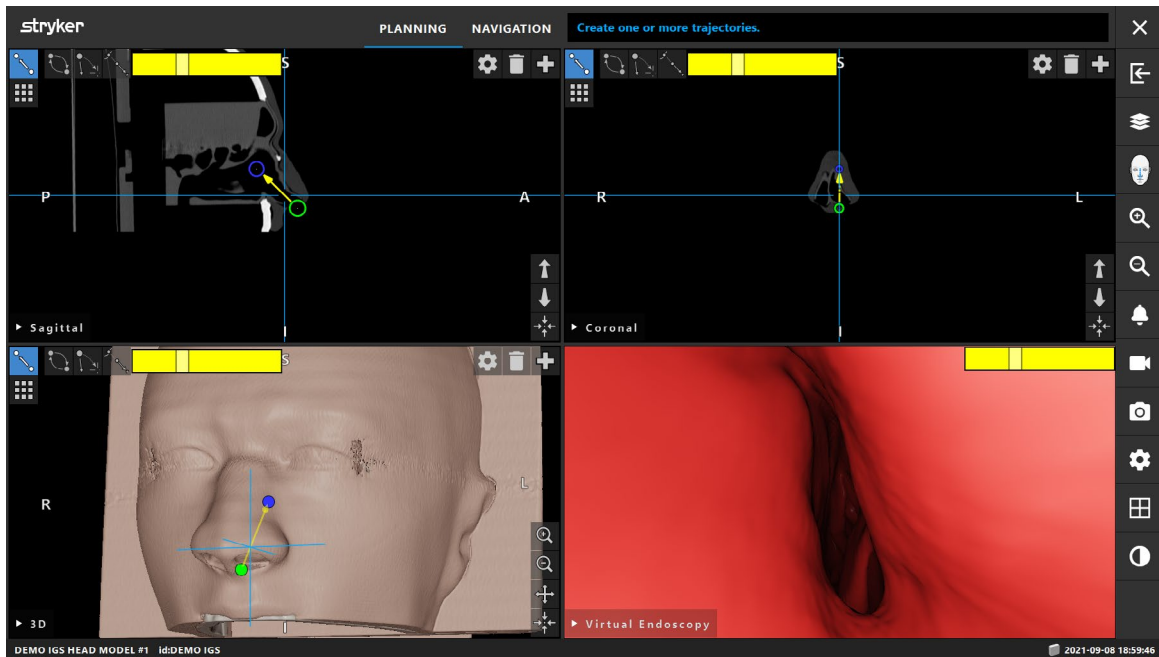 stryker
PLANNING NAVIGATION Create one or more trajectories.
S S
P A R L
Sagittal I Coronal I
S
R L
3D I Virtual Endoscopy
DEMO IGS HEAD MODEL #1 id:DEMO IGS 2021-09-08 18:59:46